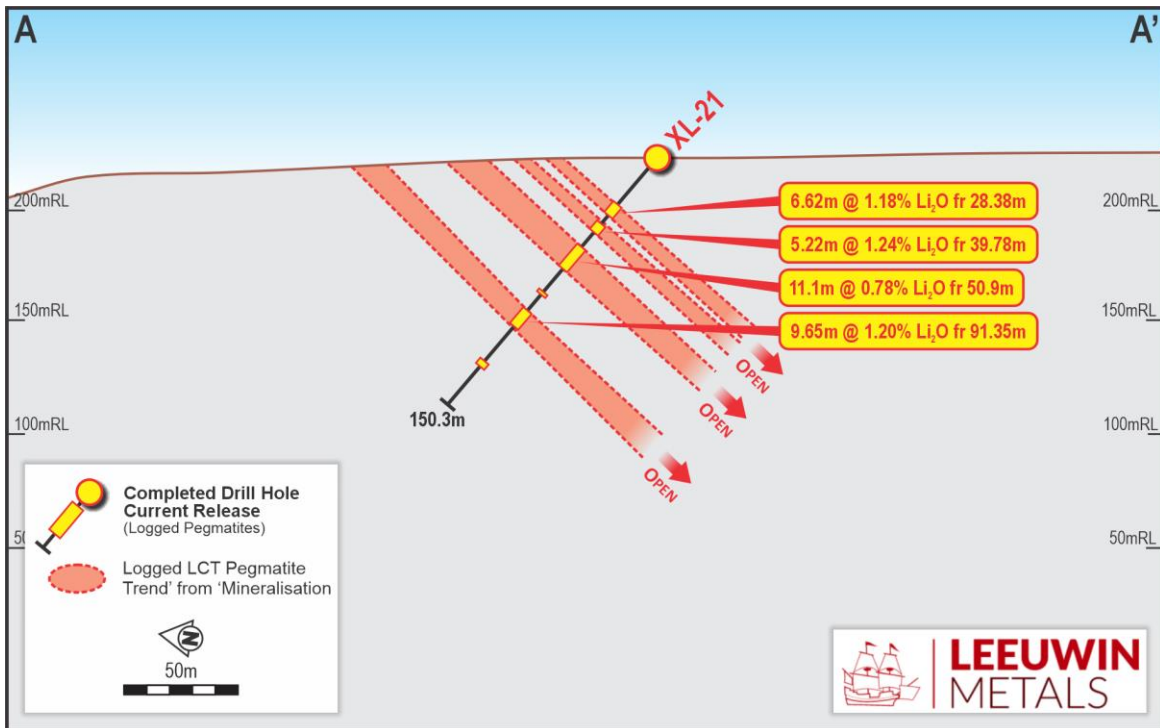 A
A'
XL-21
200mRL
200mRL
6.62m @ 1.18% Li₂O fr 28.38m
5.22m @ 1.24% Li₂O fr 39.78m
11.1m @ 0.78% Li₂O fr 50.9m
150mRL
150mRL
9.65m @ 1.20% Li₂O fr 91.35m
OPEN
OPEN
OPEN
150.3m
100mRL
100mRL
50mRL
Completed Drill Hole
Current Release
(Logged Pegmatites)
Logged LCT Pegmatite
Trend' from 'Mineralisation
N
50m
LEEUWIN
METALS